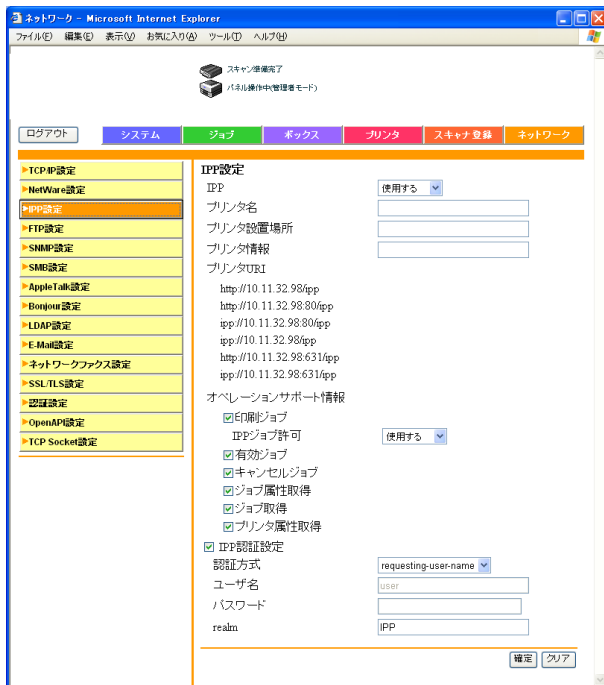 ネットワーク - Microsoft Internet Explorer
ファイル(F) 編集(E) 表示(V) お気に入り(A) ツール(T) ヘルプ(H)
スキャン準備完了
パネル操作中(管理者モード)
ログアウト システム ジョブ ボックス プリンタ スキャナ登録 ネットワーク
TCP/IP設定
NetWare設定
IPP設定
FTP設定
SNMP設定
SMB設定
AppleTalk設定
Bonjour設定
LDAP設定
E-Mail設定
ネットワークファクス設定
SSL/TLS設定
認証設定
OpenAPI設定
TCP Socket設定
IPP設定
IPP 使用する
プリンタ名
プリンタ設置場所
プリンタ情報
プリンタURI
http://10.11.32.98/ipp
http://10.11.32.98:80/ipp
ipp://10.11.32.98:80/ipp
ipp://10.11.32.98/ipp
http://10.11.32.98:631/ipp
ipp://10.11.32.98:631/ipp
オペレーションサポート情報
印刷ジョブ
IPPジョブ許可 使用する
有効ジョブ
キャンセルジョブ
ジョブ属性取得
ジョブ取得
プリンタ属性取得
IPP認証設定
認証方式 requesting-user-name
ユーザ名 user
パスワード
realm IPP
確定 クリア